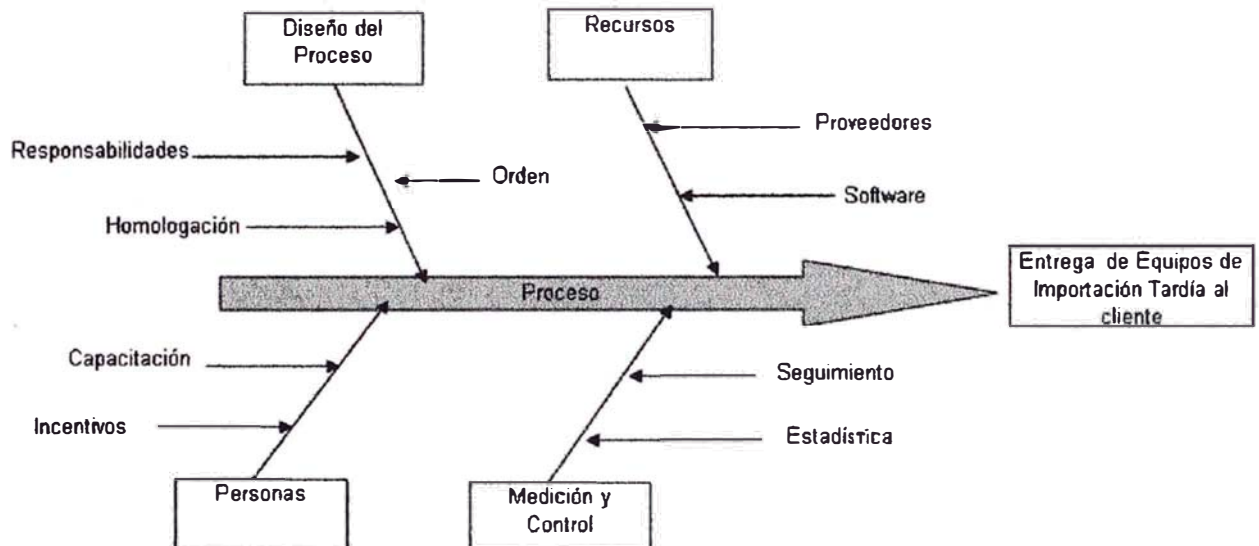 Diseño del
Proceso
Recursos
Proveedores
Responsabilidades
Orden
Software
Homologación
Proceso
Entrega de Equipos de
Importación Tardía al
cliente
Capacitación
Seguimiento
Incentivos
Estadística
Personas
Medición y
Control